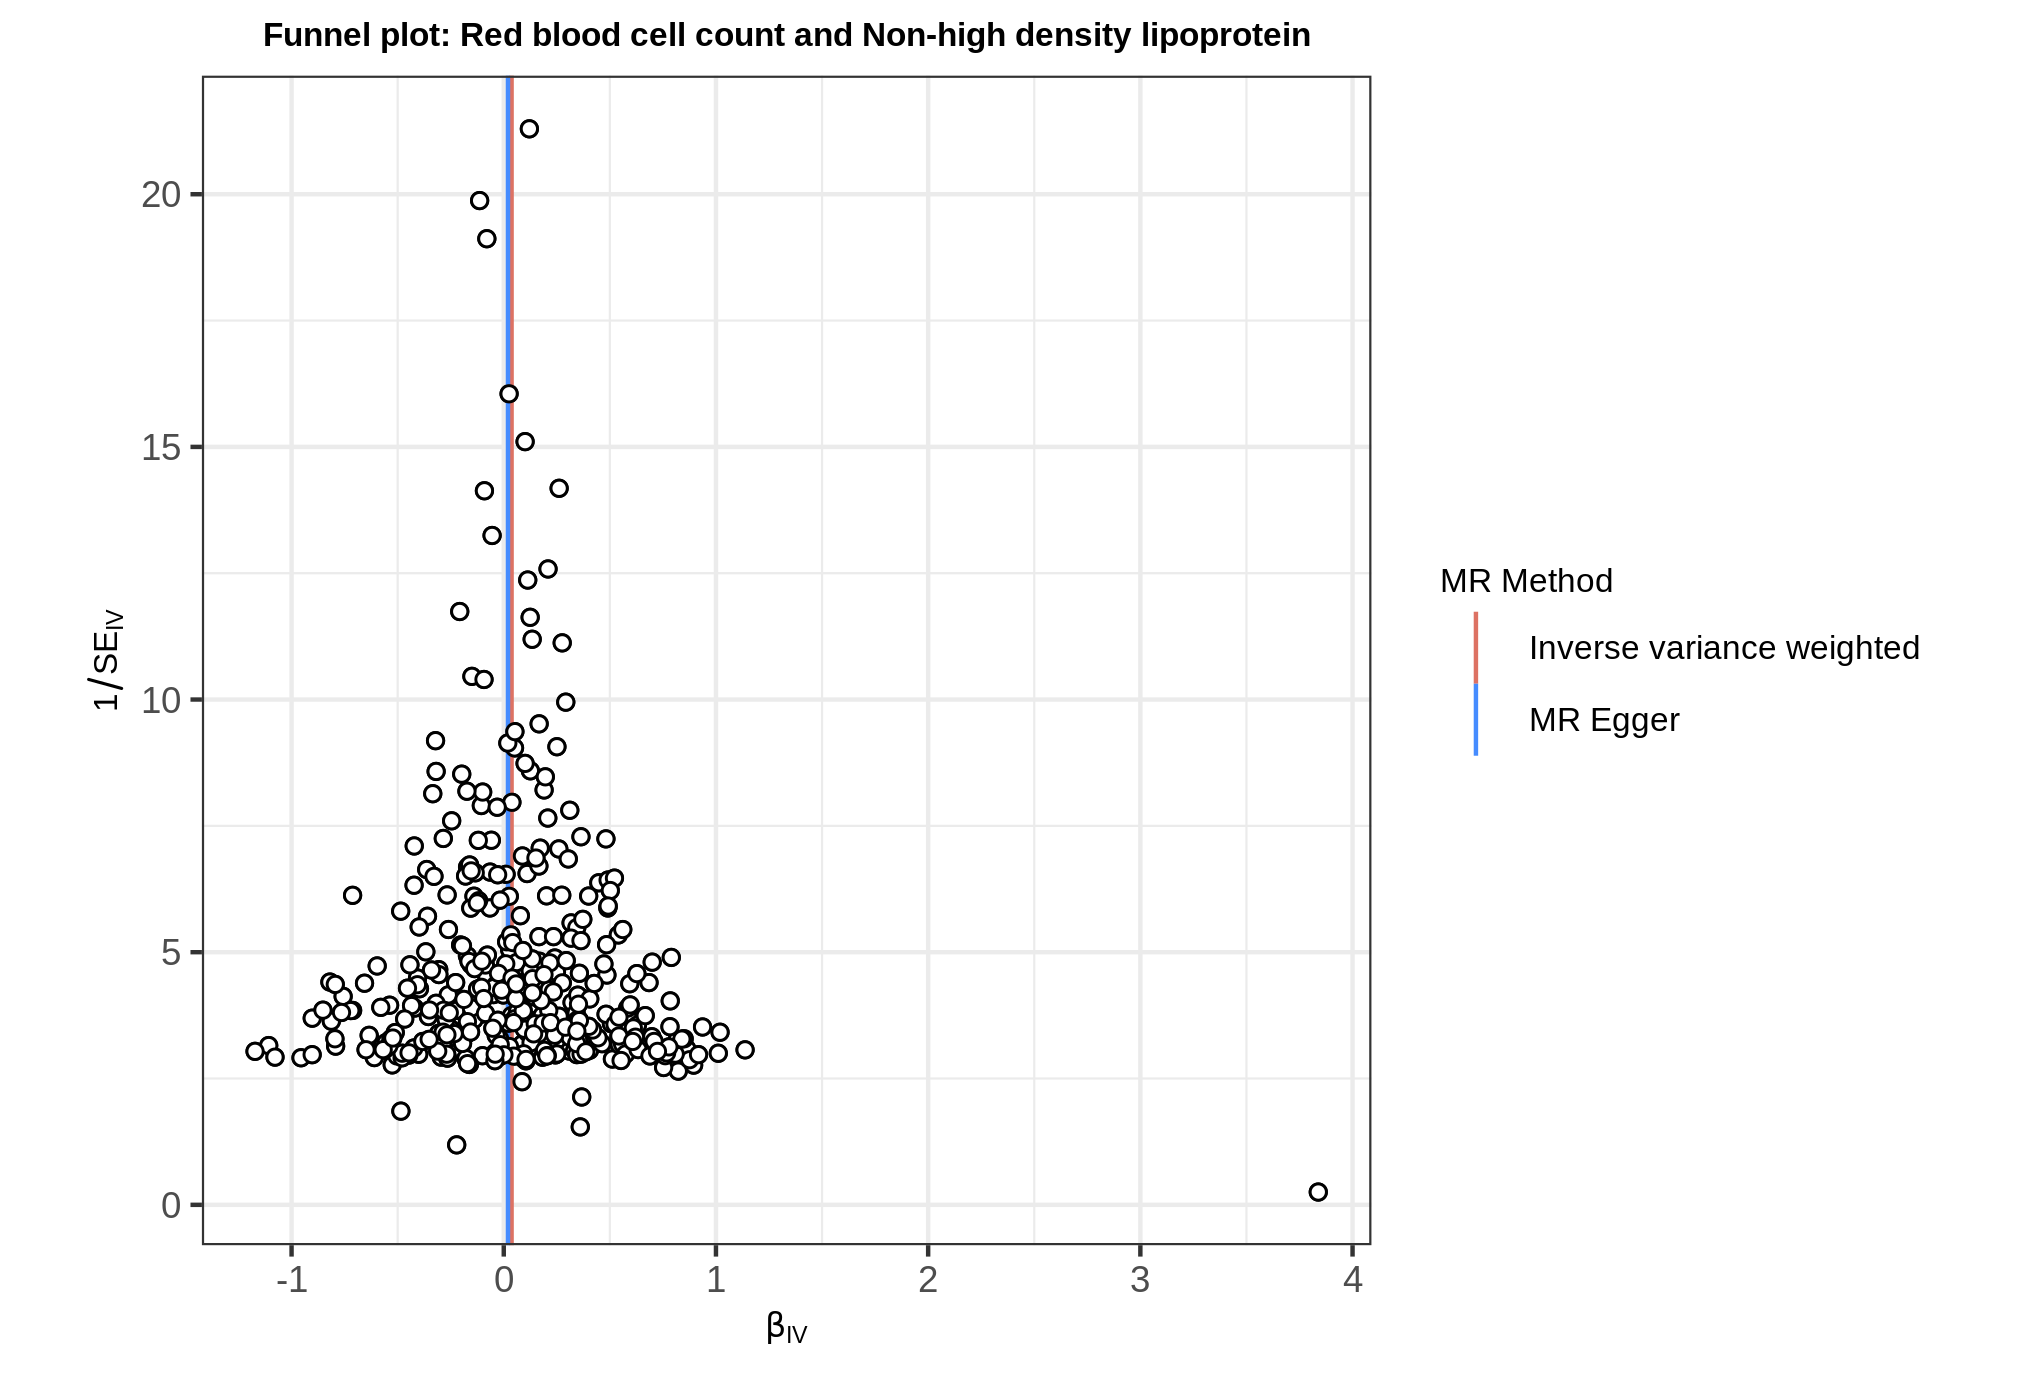 Funnel plot: Red blood cell count and Non-high density lipoprotein
20
15
10
5
0
1/SE_IV
-1 0 1 2 3 4
β_IV
MR Method
Inverse variance weighted
MR Egger